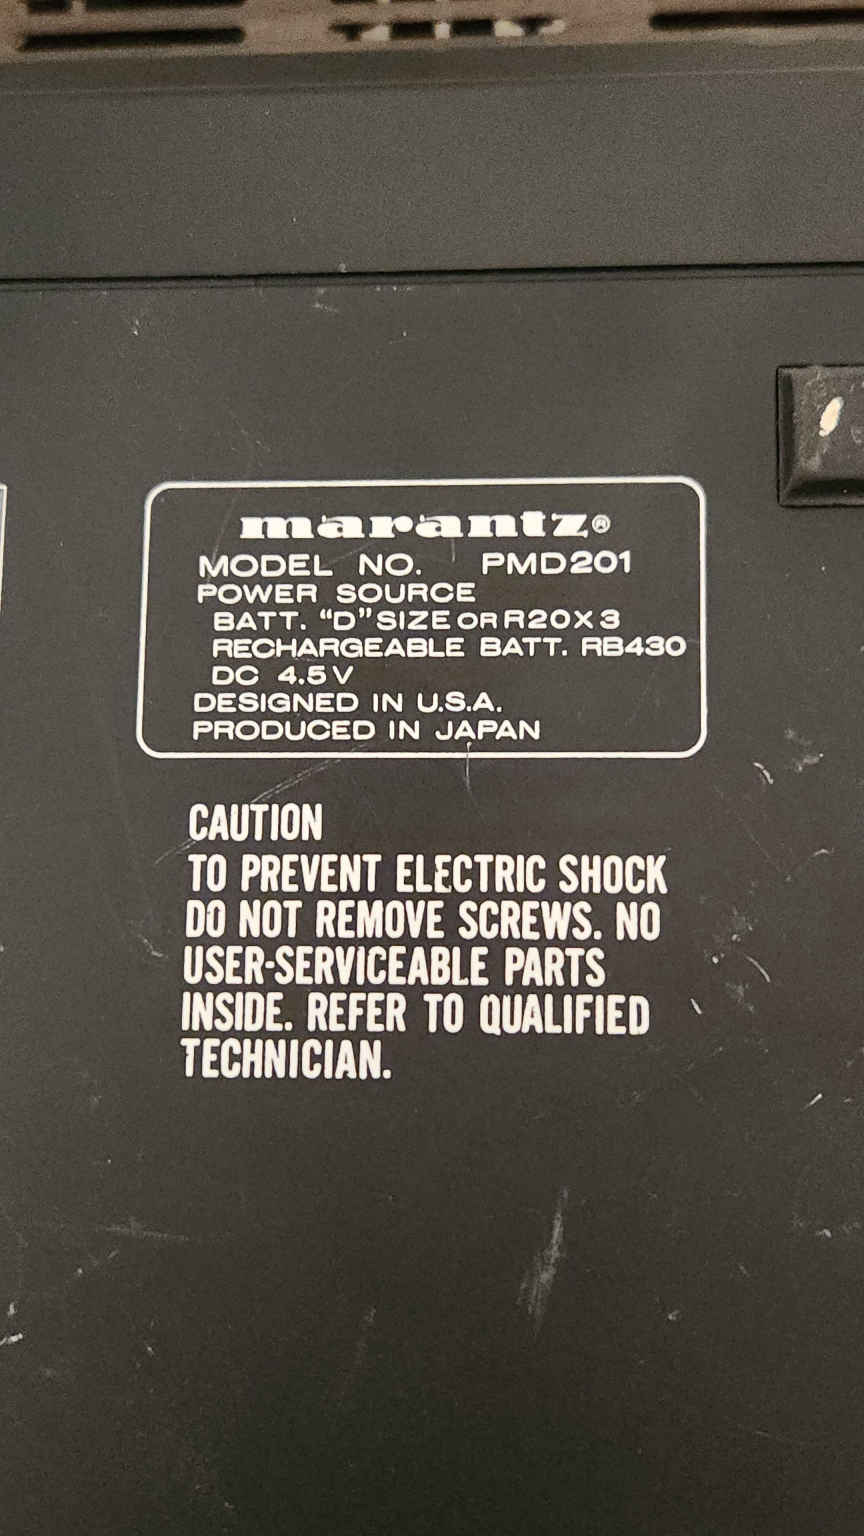 marantz®
MODEL NO. PMD201
POWER SOURCE
BATT. “D” SIZE OR R20X3
RECHARGEABLE BATT. RB430
DC 4.5V
DESIGNED IN U.S.A.
PRODUCED IN JAPAN
CAUTION
TO PREVENT ELECTRIC SHOCK
DO NOT REMOVE SCREWS. NO
USER-SERVICEABLE PARTS
INSIDE. REFER TO QUALIFIED
TECHNICIAN.